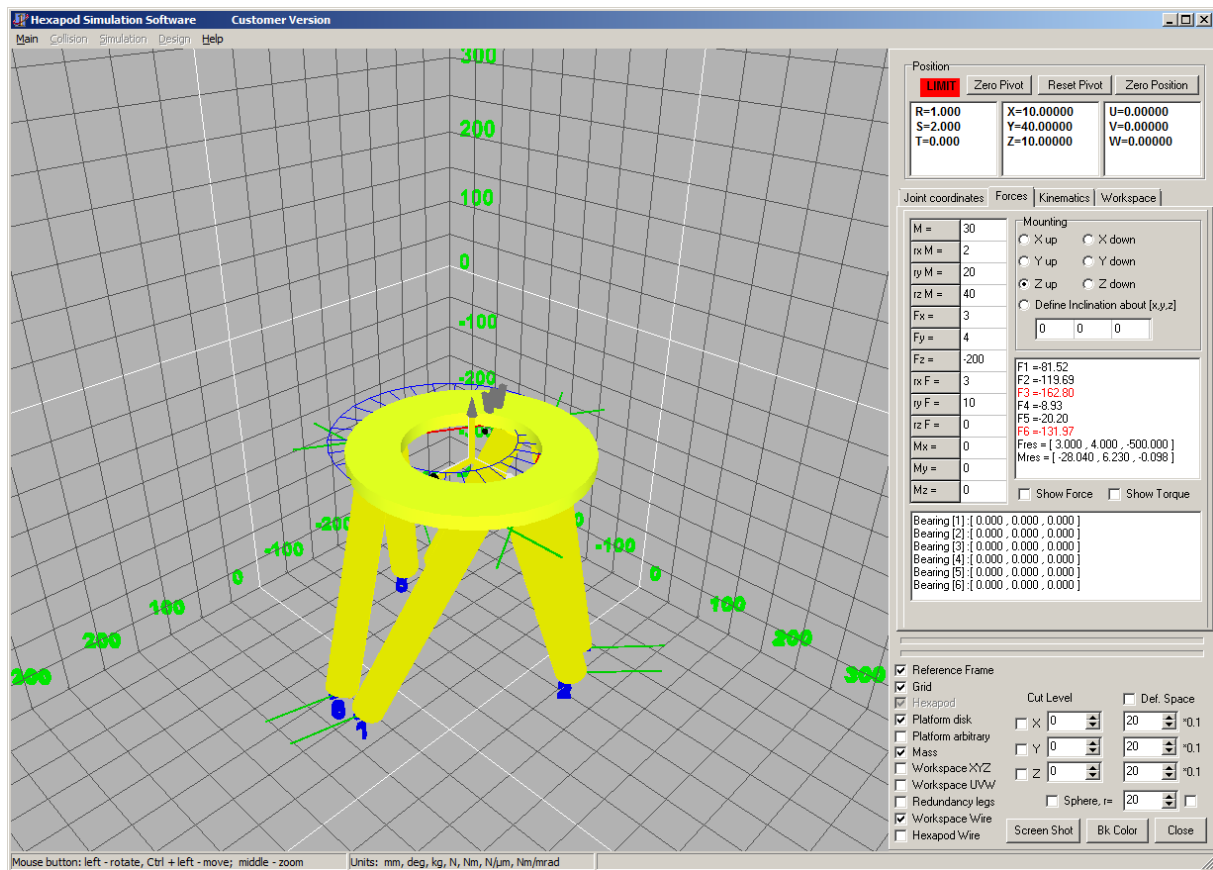 Hexapod Simulation Software Customer Version
Main Collision Simulation Design Help
300
200
100
0
-100
-200
-200
-100
0
100
200
-100
0
100
200
300
6
1
2
Position
LIMIT Zero Pivot Reset Pivot Zero Position
R=1.000 X=10.00000 U=0.00000
S=2.000 Y=40.00000 V=0.00000
T=0.000 Z=10.00000 W=0.00000
Joint coordinates Forces Kinematics Workspace
M = 30
rx M = 2
ry M = 20
rz M = 40
Fx = 3
Fy = 4
Fz = -200
rx F = 3
ry F = 10
rz F = 0
Mx = 0
My = 0
Mz = 0
Mounting
X up X down
Y up Y down
Z up Z down
Define Inclination about [x,y,z]
0 0 0
F1 =-81.52
F2 =-119.69
F3 =-162.80
F4 =-8.93
F5 =-20.20
F6 =-131.97
Fres = [ 3.000 , 4.000 , -500.000 ]
Mres = [ -28.040 , 6.230 , -0.098 ]
Show Force Show Torque
Bearing [1] :[ 0.000 , 0.000 , 0.000 ]
Bearing [2] :[ 0.000 , 0.000 , 0.000 ]
Bearing [3] :[ 0.000 , 0.000 , 0.000 ]
Bearing [4] :[ 0.000 , 0.000 , 0.000 ]
Bearing [5] :[ 0.000 , 0.000 , 0.000 ]
Bearing [6] :[ 0.000 , 0.000 , 0.000 ]
Reference Frame
Grid
Hexapod
Platform disk
Platform arbitrary
Mass
Workspace XYZ
Workspace UVW
Redundancy legs
Workspace Wire
Hexapod Wire
Cut Level Def. Space
X 0 20 *0.1
Y 0 20 *0.1
Z 0 20 *0.1
Sphere, r= 20
Screen Shot Bk Color Close
Mouse button: left - rotate, Ctrl + left - move; middle - zoom
Units: mm, deg, kg, N, Nm, N/µm, Nm/mrad